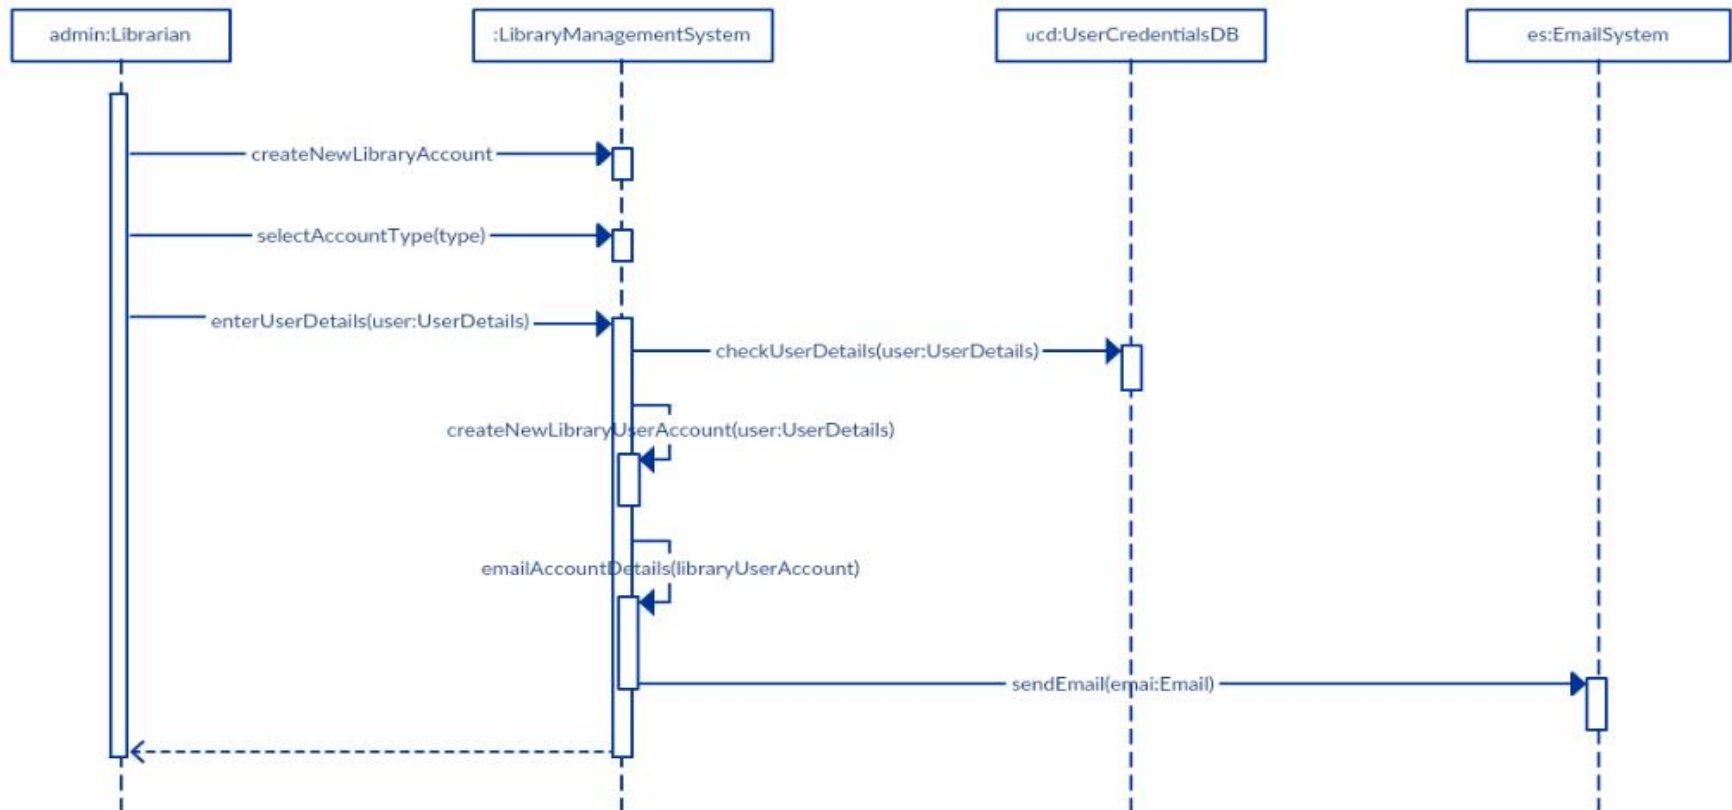 admin:Librarian
:LibraryManagementSystem
ucd:UserCredentialsDB
es:EmailSystem
createNewLibraryAccount
selectAccountType(type)
enterUserDetails(user:UserDetails)
checkUserDetails(user:UserDetails)
createNewLibraryUserAccount(user:UserDetails)
emailAccountDetails(libraryUserAccount)
sendEmail(emai:Email)